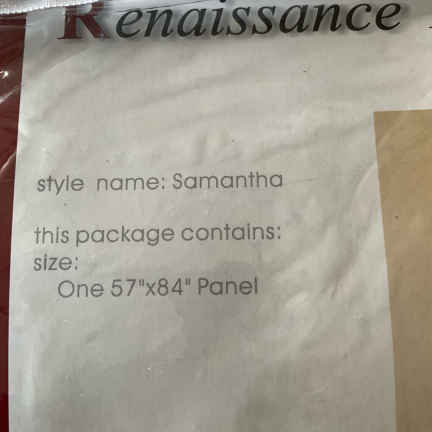 Renaissance
style name: Samantha
this package contains:
size:
One 57"x84" Panel